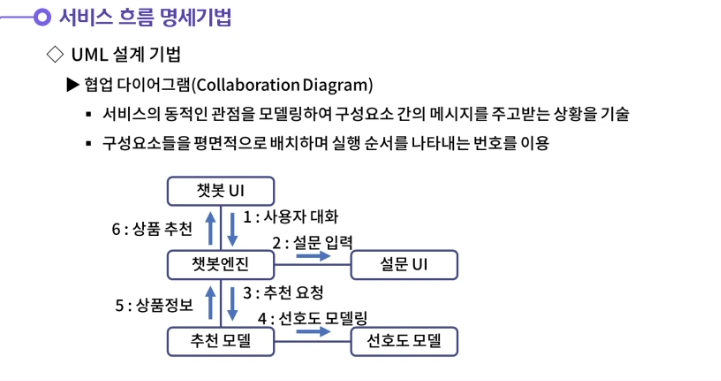 서비스 흐름 명세기법
◇ UML 설계 기법
▶ 협업 다이어그램(Collaboration Diagram)
▪ 서비스의 동적인 관점을 모델링하여 구성요소 간의 메시지를 주고받는 상황을 기술
▪ 구성요소들을 평면적으로 배치하며 실행 순서를 나타내는 번호를 이용
챗봇 UI
6 : 상품 추천
1 : 사용자 대화
2 : 설문 입력
챗봇엔진
설문 UI
5 : 상품정보
3 : 추천 요청
4 : 선호도 모델링
추천 모델
선호도 모델